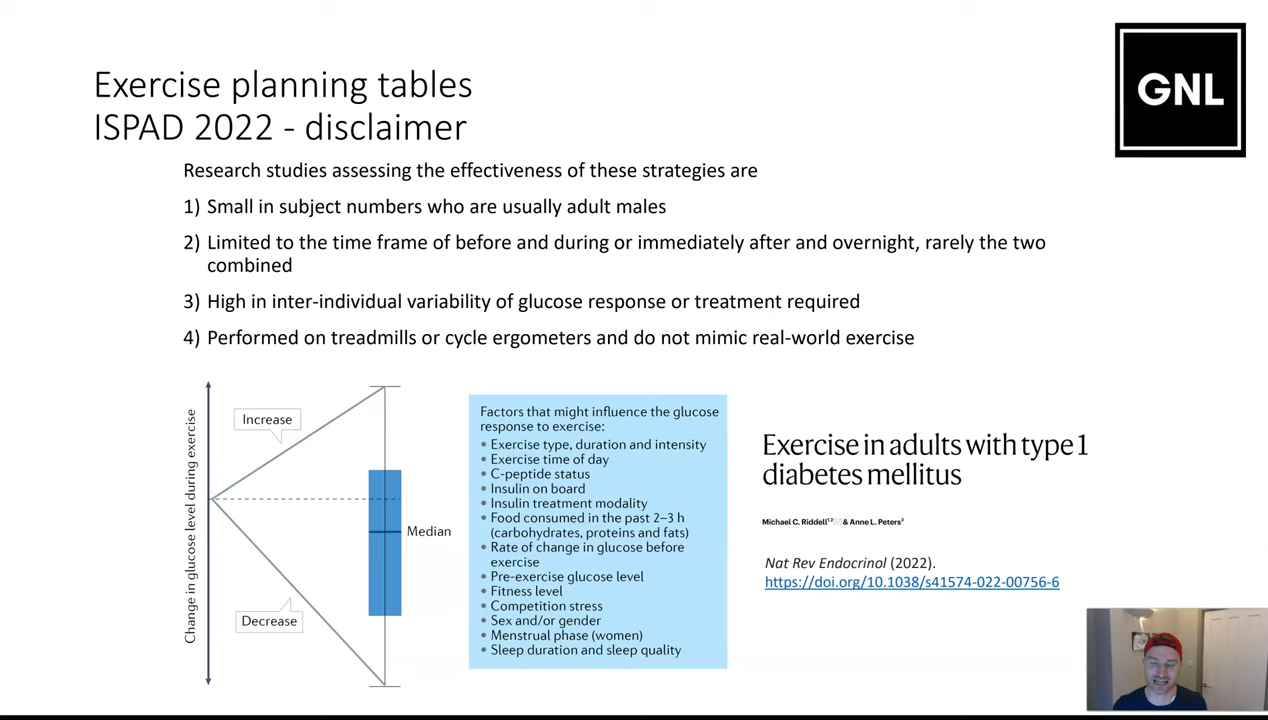 GNL
Exercise planning tables
ISPAD 2022 - disclaimer
Research studies assessing the effectiveness of these strategies are
1) Small in subject numbers who are usually adult males
2) Limited to the time frame of before and during or immediately after and overnight, rarely the two
combined
3) High in inter-individual variability of glucose response or treatment required
4) Performed on treadmills or cycle ergometers and do not mimic real-world exercise
Change in glucose level during exercise
Increase
Median
Decrease
Factors that might influence the glucose
response to exercise:
• Exercise type, duration and intensity
• Exercise time of day
• C-peptide status
• Insulin on board
• Insulin treatment modality
• Food consumed in the past 2–3 h
(carbohydrates, proteins and fats)
• Rate of change in glucose before
exercise
• Pre-exercise glucose level
• Fitness level
• Competition stress
• Sex and/or gender
• Menstrual phase (women)
• Sleep duration and sleep quality
Exercise in adults with type 1
diabetes mellitus
Michael C. Riddell1,2 & Anne L. Peters3
Nat Rev Endocrinol (2022).
https://doi.org/10.1038/s41574-022-00756-6